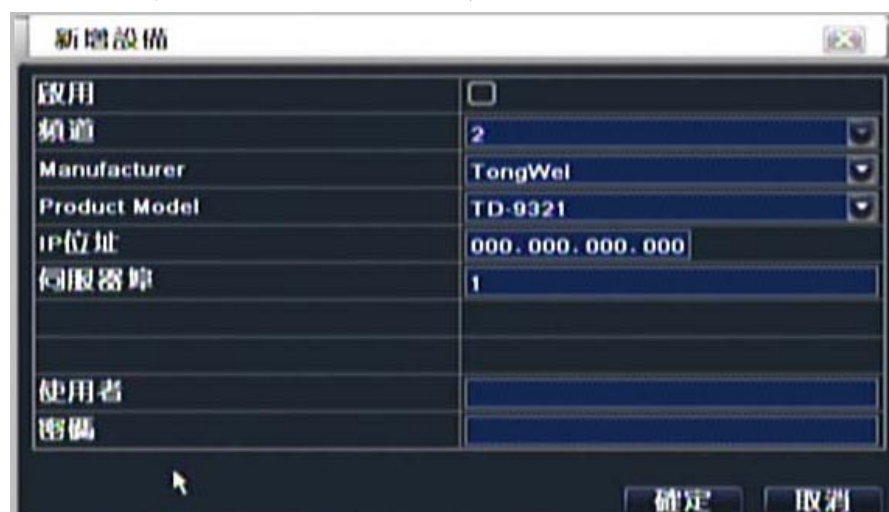 新增設備
啟用
頻道 2
Manufacturer TongWei
Product Model TD-9321
IP位址 000.000.000.000
伺服器埠 1
使用者
密碼
確定 取消